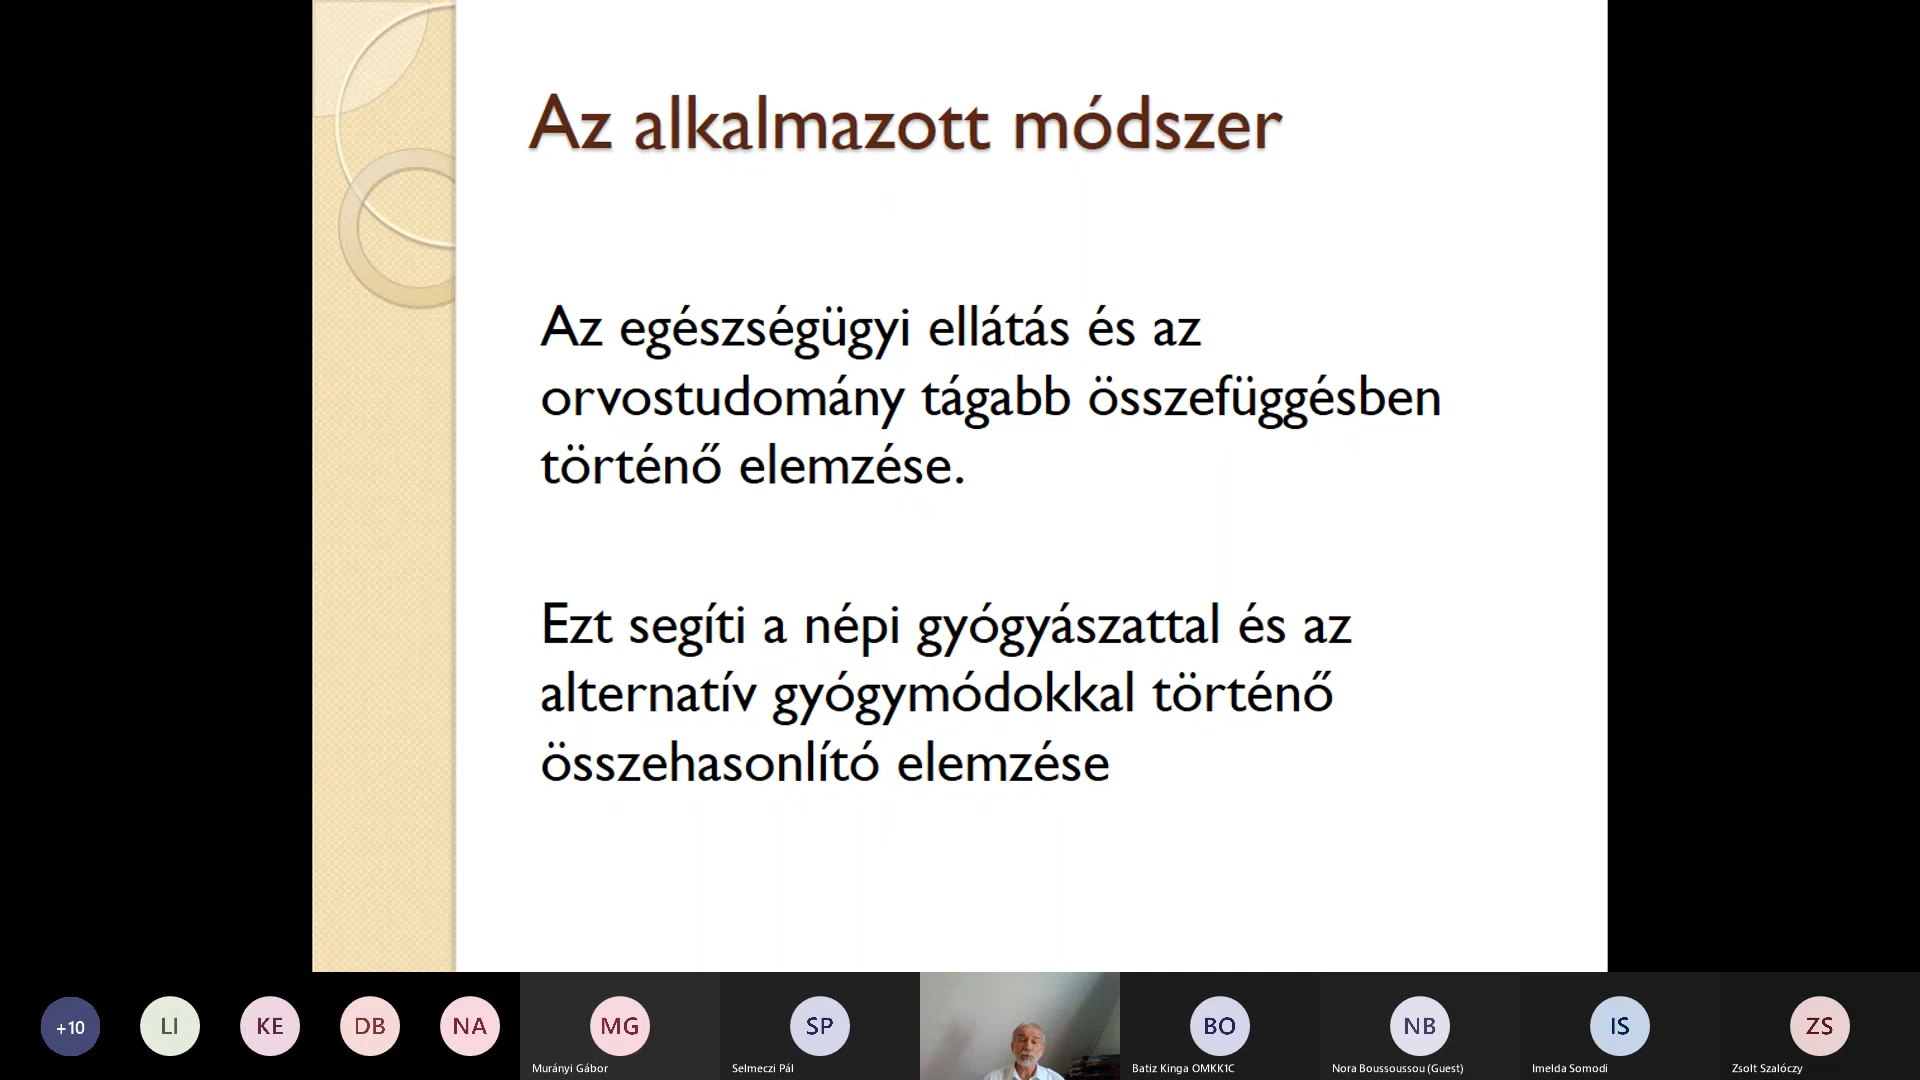 Az alkalmazott módszer
Az egészségügyi ellátás és az
orvostudomány tágabb összefüggésben
történő elemzése.
Ezt segíti a népi gyógyászattal és az
alternatív gyógymódokkal történő
összehasonlító elemzése
+10
LI
KE
DB
NA
MG
Murányi Gábor
SP
Selmeczi Pál
BO
Batiz Kinga OMKK1C
NB
Nora Boussoussou (Guest)
IS
Imelda Somodi
ZS
Zsolt Szalóczy